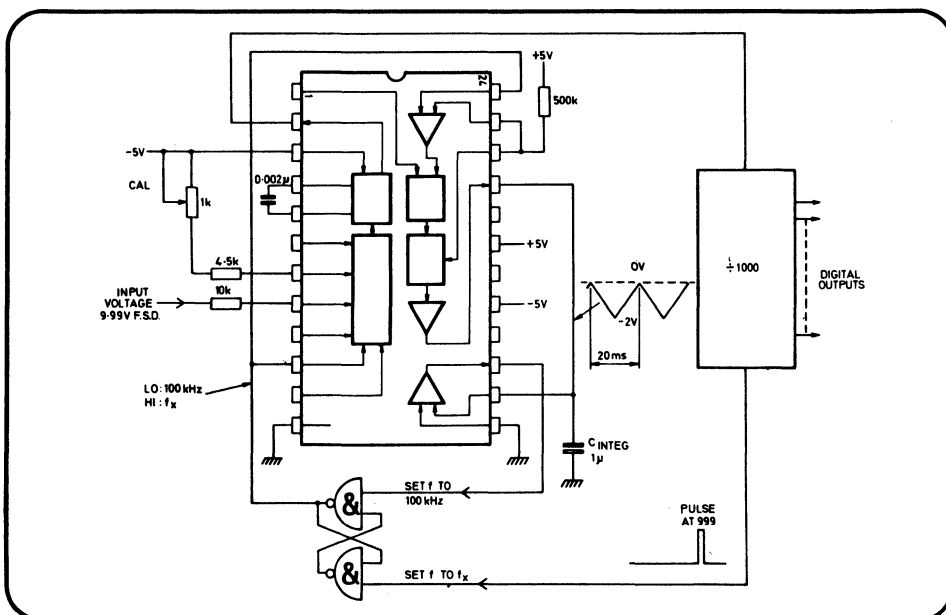 +5V
1
24
500k
-5V
CAL
0·002μ
1k
+5V
0V
÷1000
4·5k
DIGITAL
OUTPUTS
INPUT
VOLTAGE
9·99V F.S.D.
10k
-5V
-2V
20ms
LO: 100 kHz
HI: fx
C INTEG
1μ
SET f TO
100 kHz
&
PULSE
AT 999
&
SET f TO fx